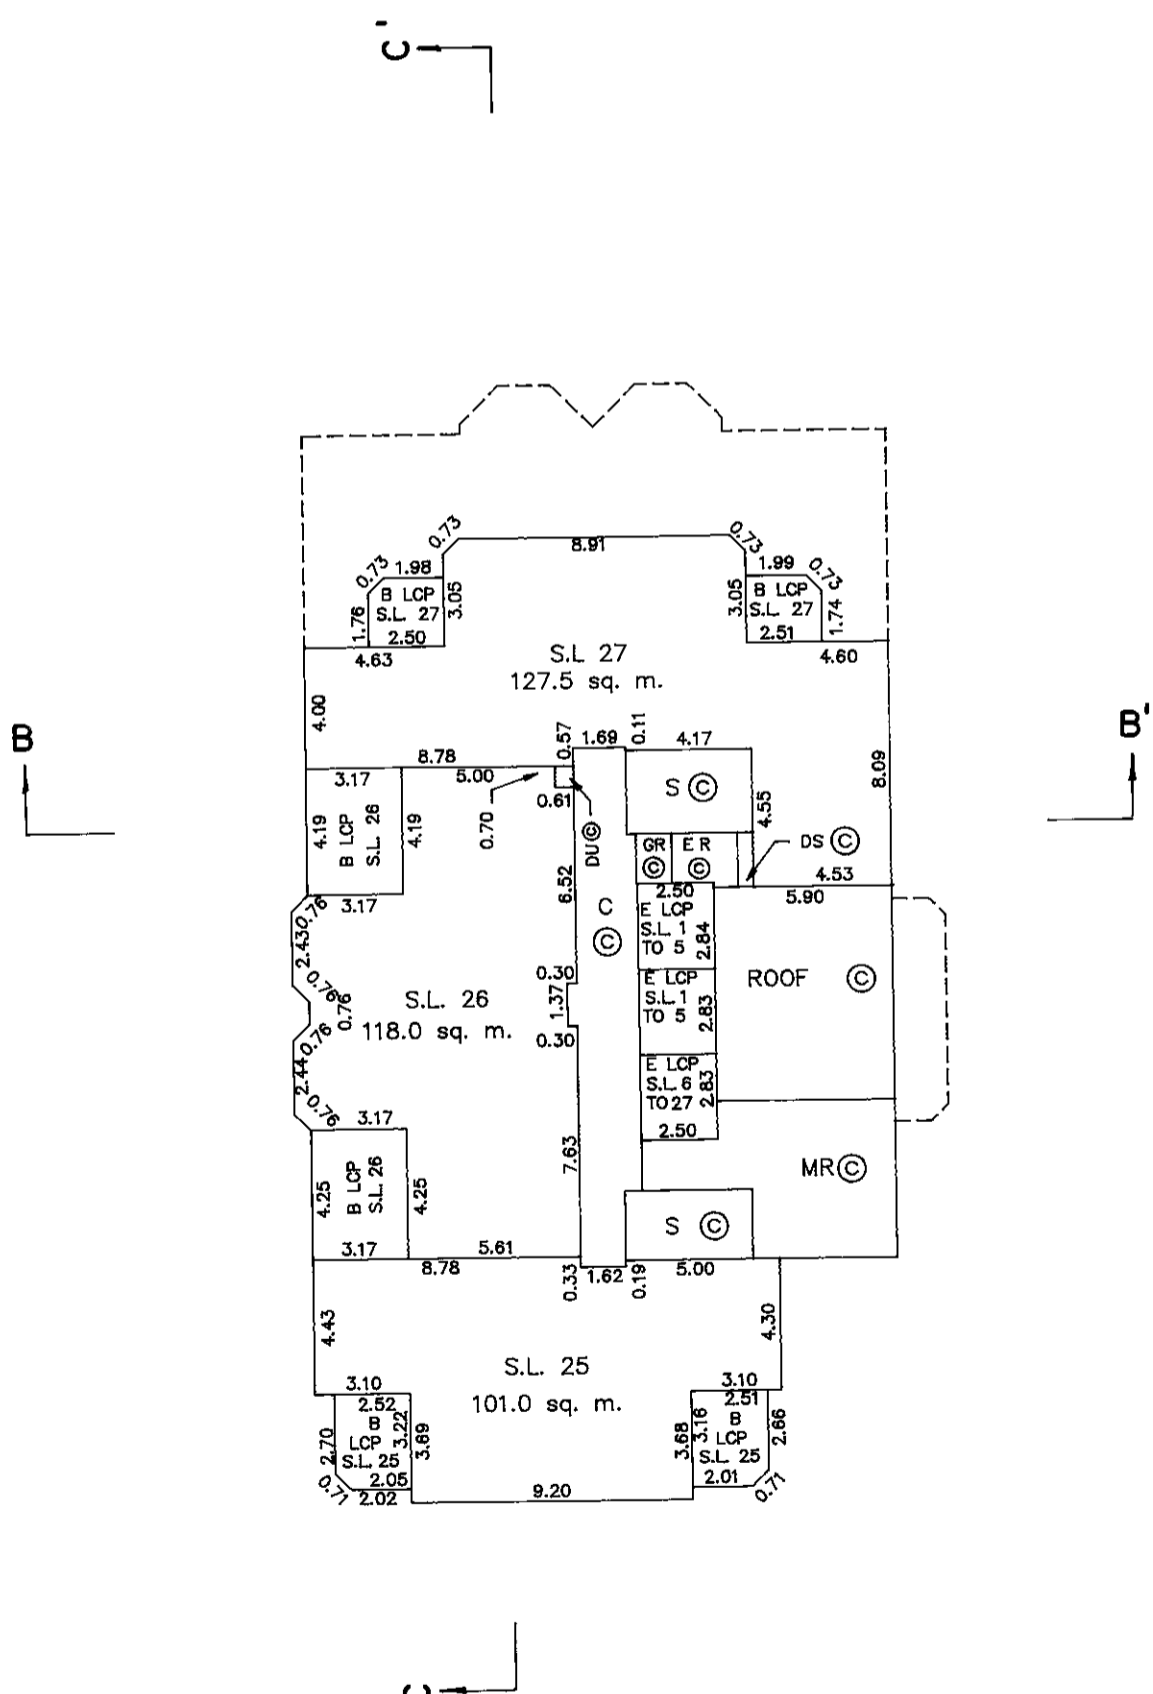 C'
0.73
8.91
0.73
0.73
1.98
1.99
0.73
B LCP
S.L. 27
1.76
3.05
2.50
3.05
B LCP
S.L. 27
1.74
2.51
4.63
4.60
S.L 27
127.5 sq. m.
4.00
B
B'
0.57
1.69
0.11
4.17
8.78
8.09
3.17
5.00
S C
0.61
0.70
4.55
4.19
B LCP
S.L. 26
4.19
DU C
GR
C
E R
C
DS C
4.53
5.90
6.52
3.17
2.50
C
C
E LCP
S.L. 1
TO 5
2.84
0.76
2.43
0.76
0.76
0.76
2.44
0.76
0.30
1.37
0.30
S.L. 26
118.0 sq. m.
E LCP
S.L. 1
TO 5
2.83
ROOF C
E LCP
S.L. 6
TO 27
2.83
2.50
3.17
7.63
MR C
4.25
B LCP
S.L. 26
4.25
S C
3.17
5.61
8.78
0.33
1.62
0.19
5.00
4.43
4.30
S.L. 25
101.0 sq. m.
3.10
2.52
B
LCP
S.L. 25
2.70
3.22
3.69
2.05
0.71
2.02
3.10
2.51
B
LCP
S.L. 25
3.68
3.16
2.66
2.01
0.71
9.20
C